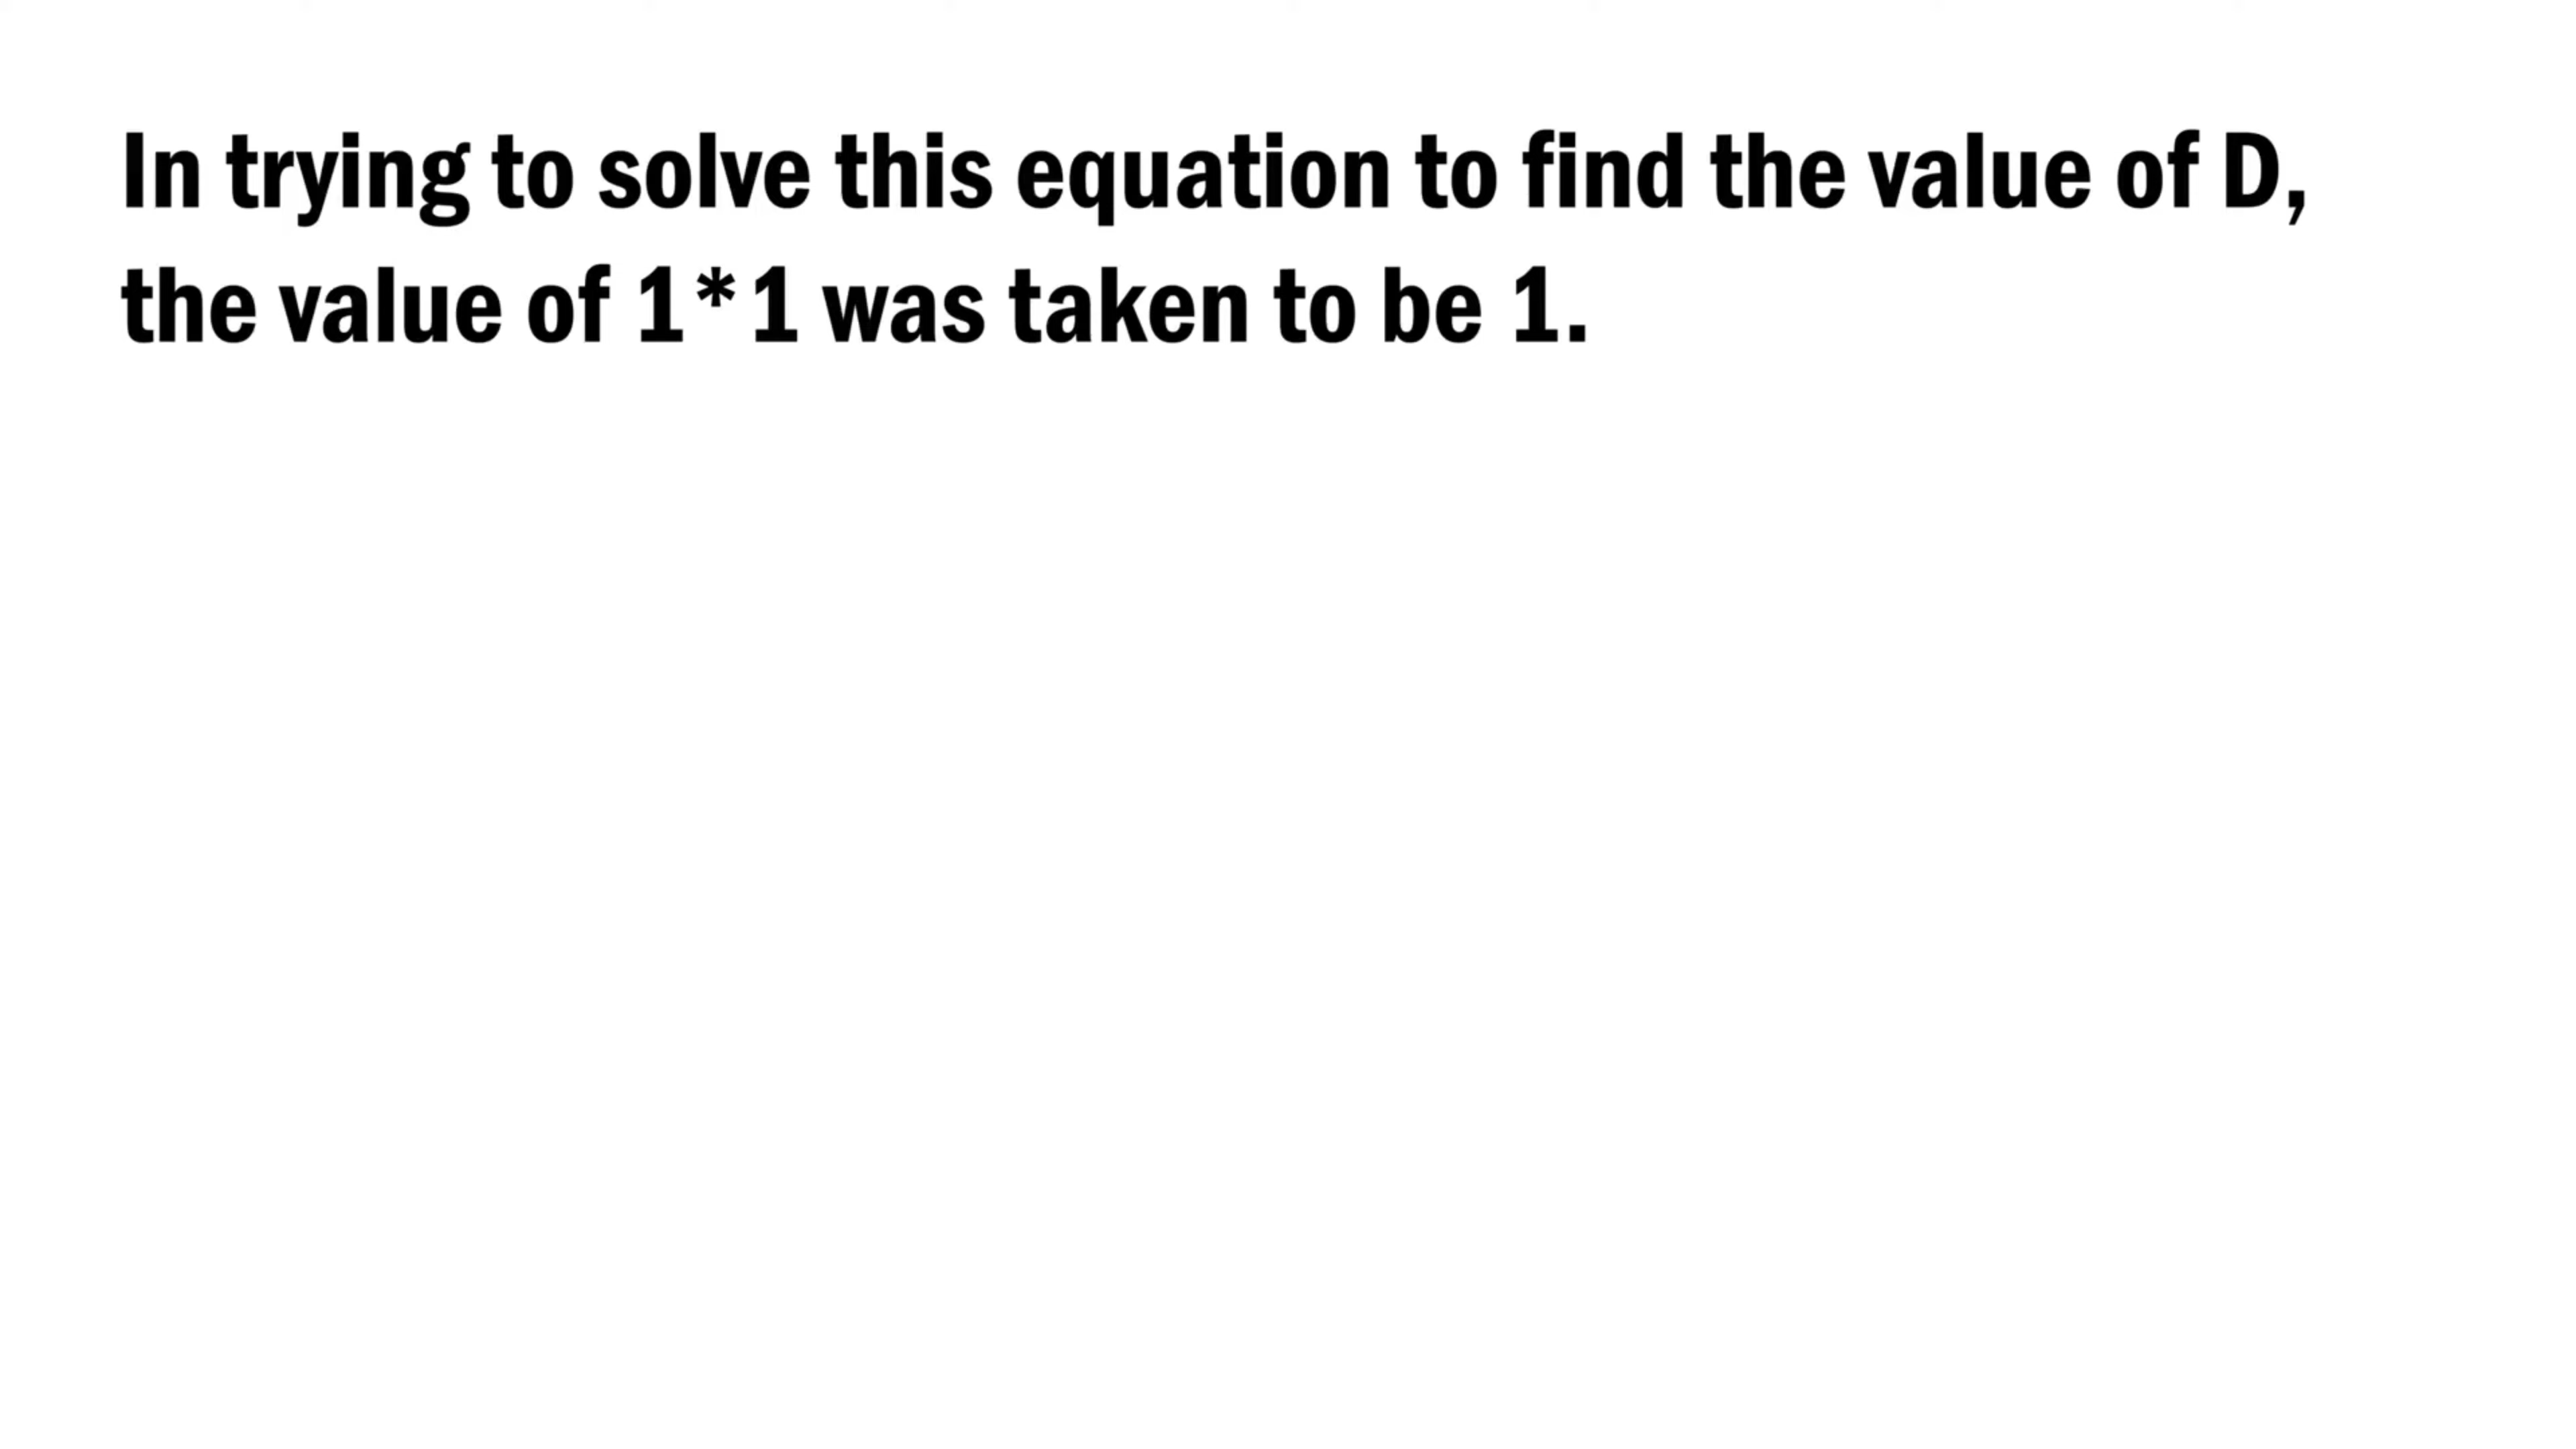 In trying to solve this equation to find the value of D,
the value of 1*1 was taken to be 1.